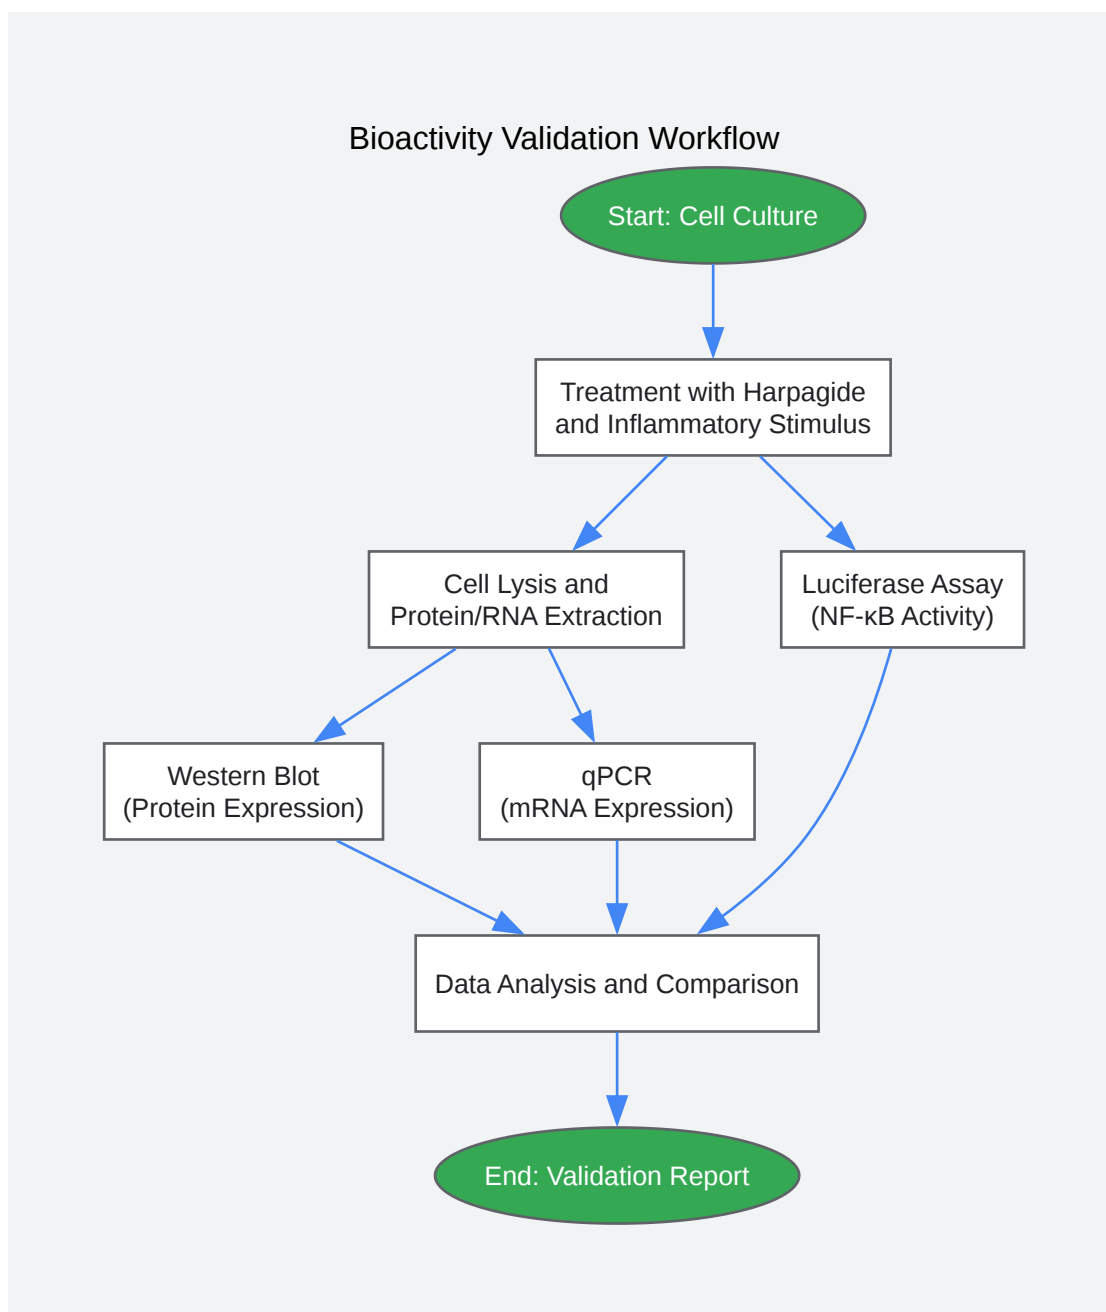 Bioactivity Validation Workflow
Start: Cell Culture
Treatment with Harpagide
and Inflammatory Stimulus
Cell Lysis and
Protein/RNA Extraction
Luciferase Assay
(NF-κB Activity)
Western Blot
(Protein Expression)
qPCR
(mRNA Expression)
Data Analysis and Comparison
End: Validation Report